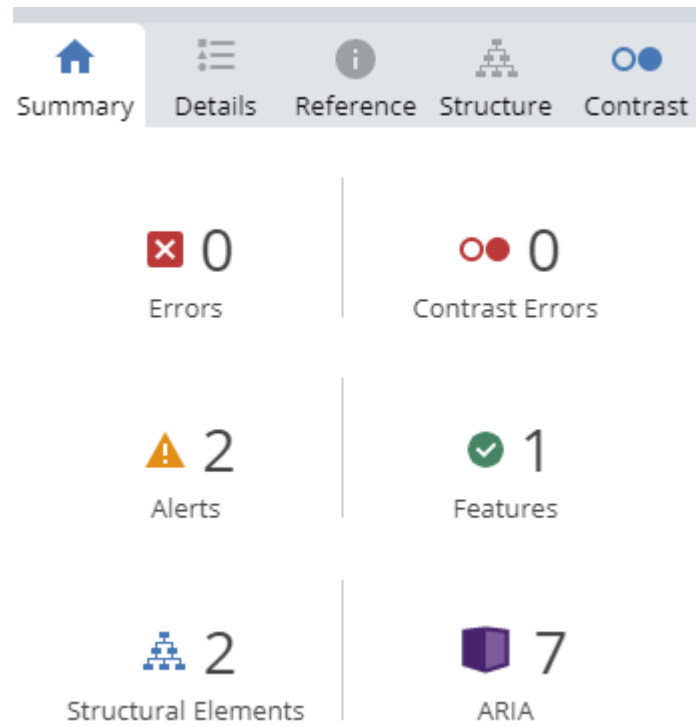 Summary Details Reference Structure Contrast
0 0
Errors Contrast Errors
2 1
Alerts Features
2 7
Structural Elements ARIA